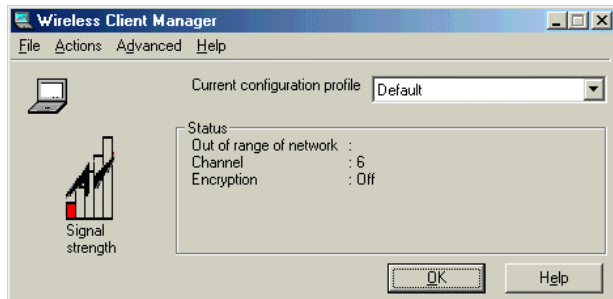 Wireless Client Manager
File Actions Advanced Help
Current configuration profile Default
Status
Out of range of network :
Channel : 6
Encryption : Off
Signal
strength
OK Help